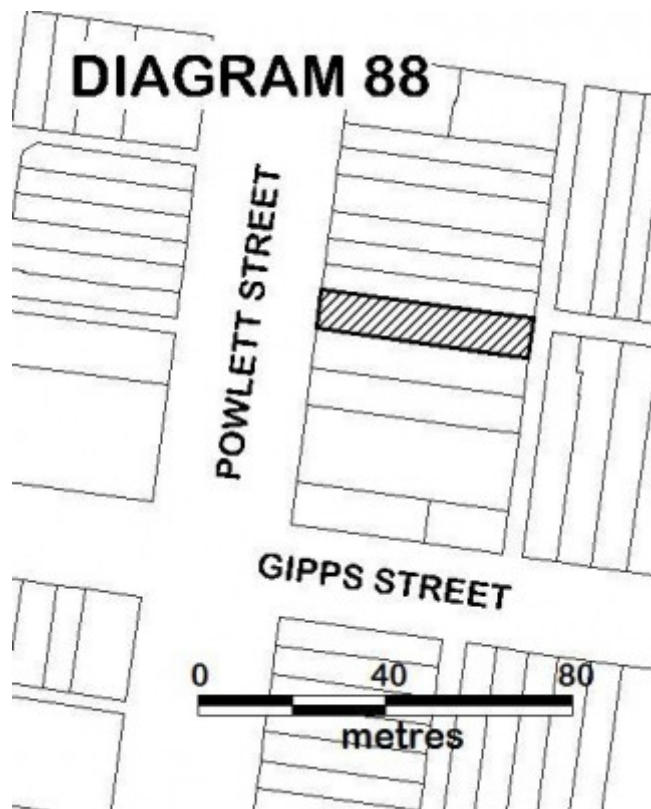 DIAGRAM 88
POWLETT STREET
GIPPS STREET
0 40 80
metres